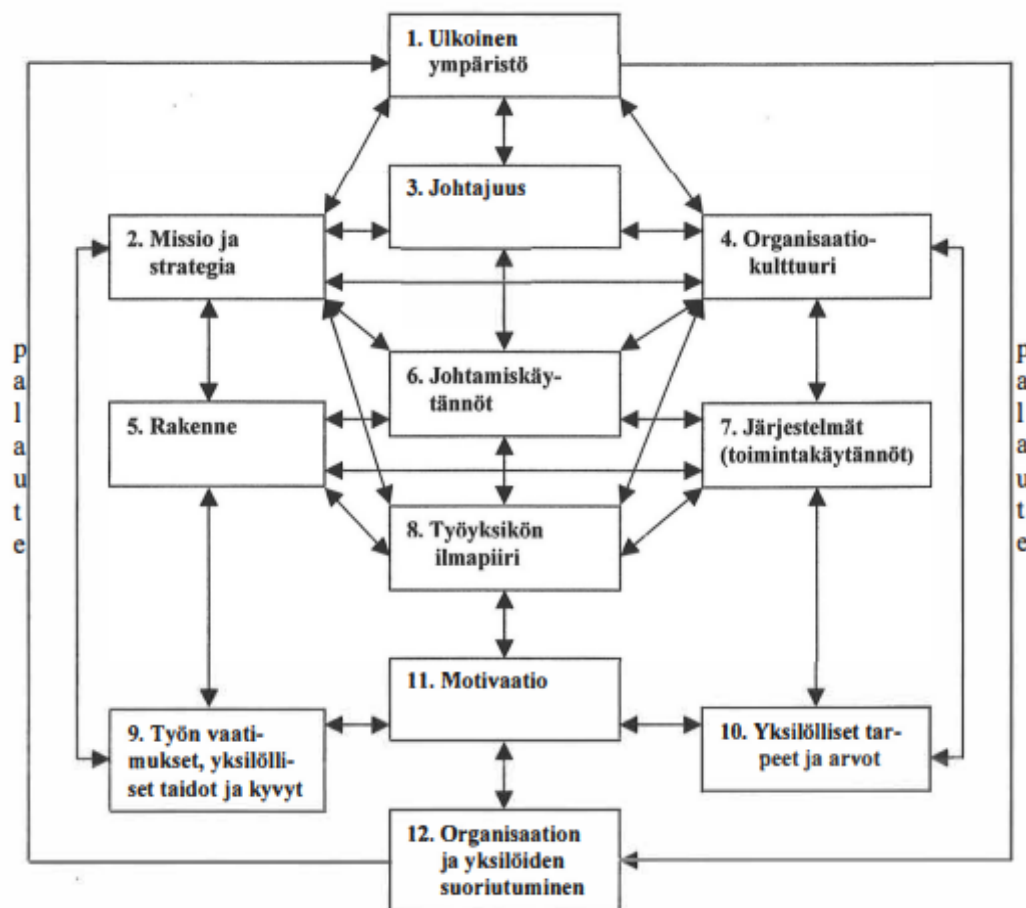 1. Ulkoinen
ympäristö
3. Johtajuus
2. Missio ja
strategia
4. Organisaatio-
kulttuuri
6. Johtamiskäy-
tännöt
5. Rakenne
7. Järjestelmät
(toimintakäytännöt)
8. Työyksikön
ilmapiiri
11. Motivaatio
9. Työn vaati-
mukset, yksilölli-
set taidot ja kyvyt
10. Yksilölliset tar-
peet ja arvot
12. Organisaation
ja yksilöiden
suoriutuminen
palaute
palaute